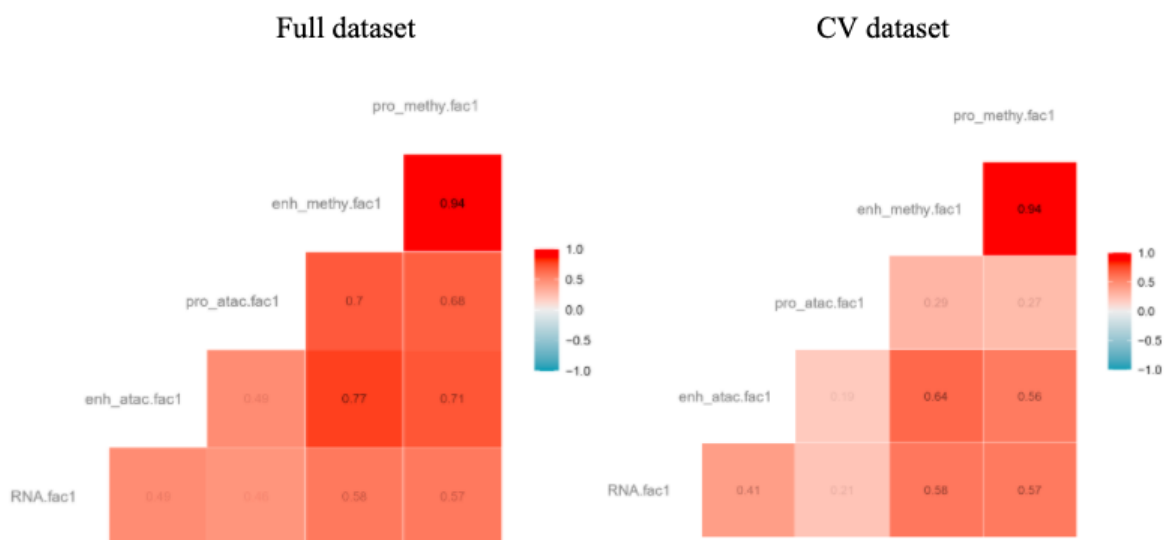 Full dataset
CV dataset
pro_methy.fac1
pro_methy.fac1
enh_methy.fac1
0.94
enh_methy.fac1
0.94
1.0
0.5
0.0
−0.5
−1.0
1.0
0.5
0.0
−0.5
−1.0
pro_atac.fac1
0.7
0.68
pro_atac.fac1
0.29
0.27
enh_atac.fac1
0.49
0.77
0.71
enh_atac.fac1
0.19
0.64
0.56
RNA.fac1
0.49
0.46
0.58
0.57
RNA.fac1
0.41
0.21
0.58
0.57